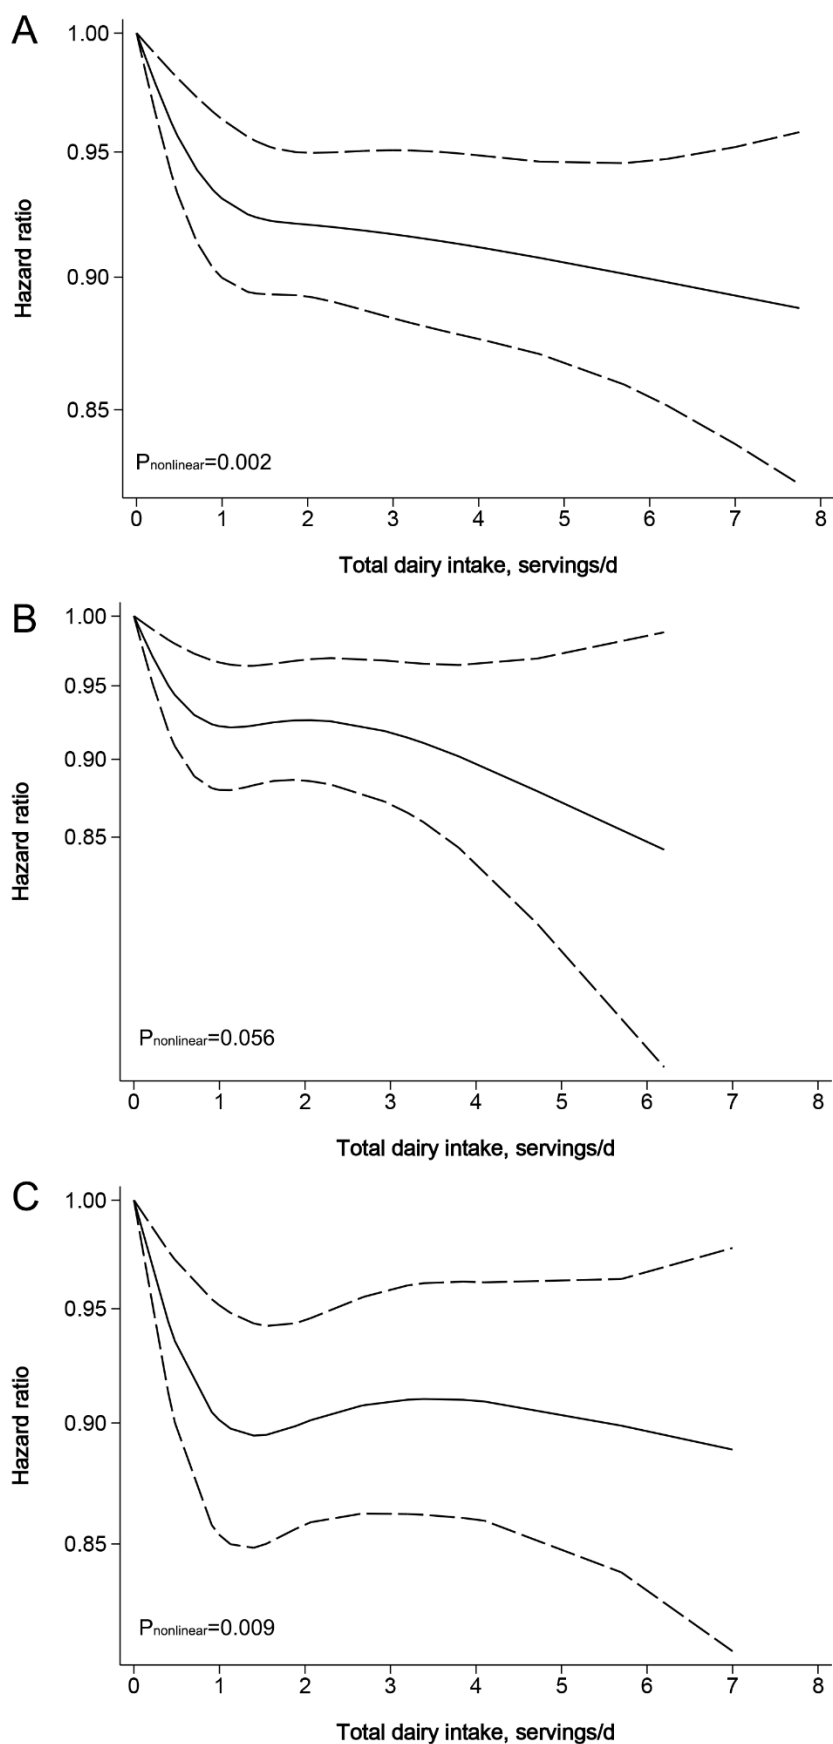 A
1.00
0.95
0.90
0.85
Hazard ratio
Pnonlinear=0.002
0 1 2 3 4 5 6 7 8
Total dairy intake, servings/d
B
1.00
0.95
0.90
0.85
Hazard ratio
Pnonlinear=0.056
0 1 2 3 4 5 6 7 8
Total dairy intake, servings/d
C
1.00
0.95
0.90
0.85
Hazard ratio
Pnonlinear=0.009
0 1 2 3 4 5 6 7 8
Total dairy intake, servings/d